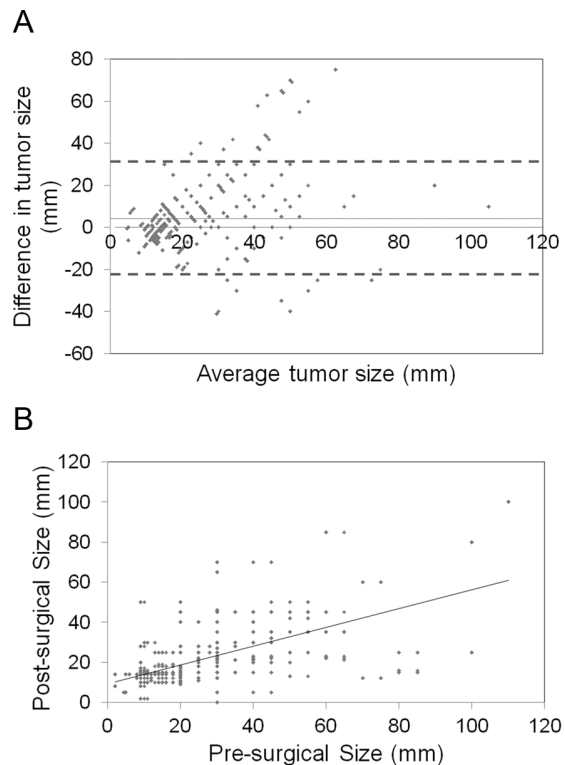 A
Difference in tumor size
(mm)
80
60
40
20
0
-20
-40
-60
0 20 40 60 80 100 120
Average tumor size (mm)
B
Post-surgical Size (mm)
120
100
80
60
40
20
0
0 20 40 60 80 100 120
Pre-surgical Size (mm)